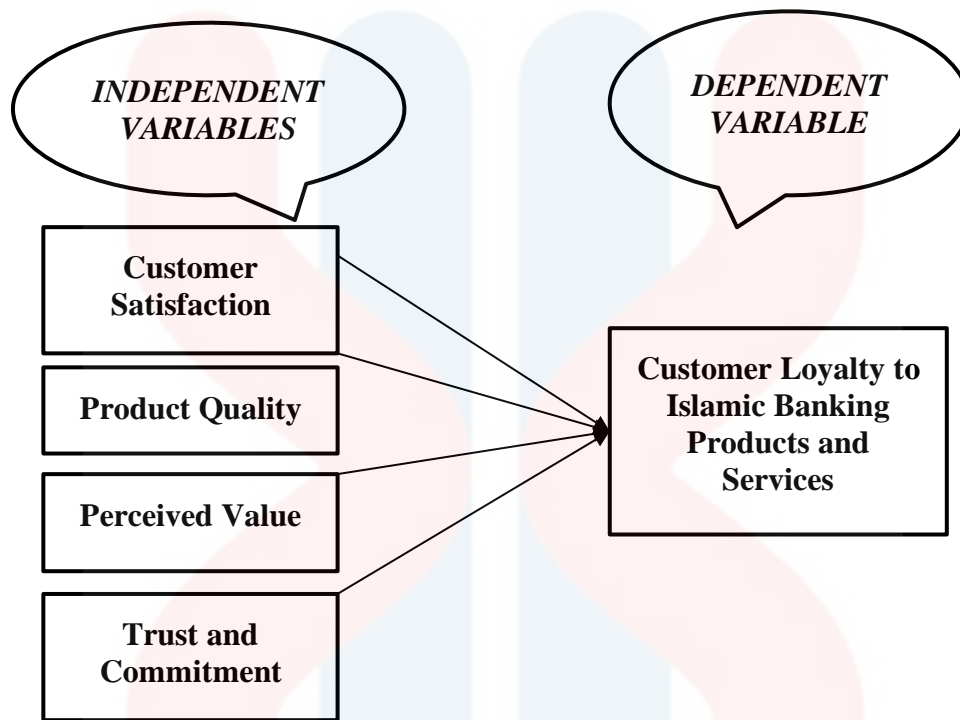 INDEPENDENT
VARIABLES
DEPENDENT
VARIABLE
Customer
Satisfaction
Product Quality
Perceived Value
Trust and
Commitment
Customer Loyalty to
Islamic Banking
Products and
Services